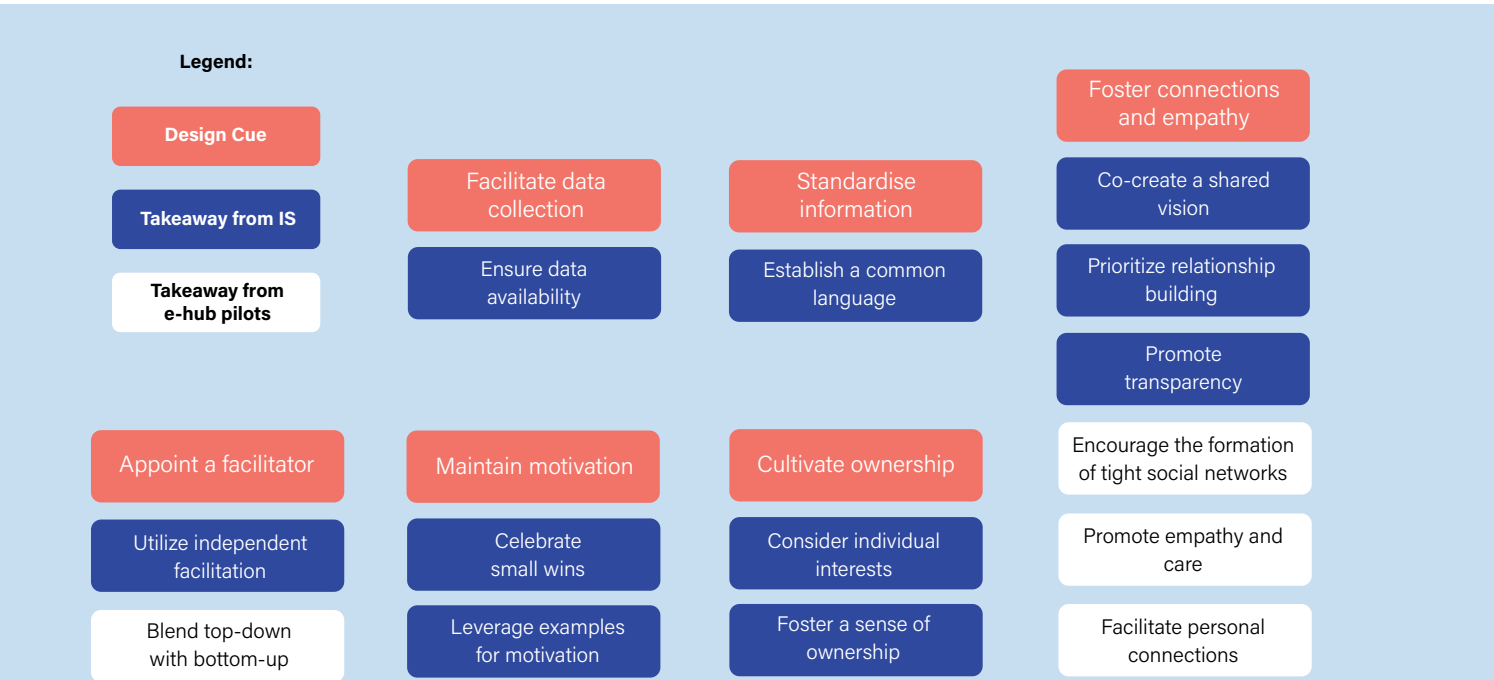 Legend:
Design Cue
Takeaway from IS
Takeaway from
e-hub pilots
Facilitate data
collection
Ensure data
availability
Standardise
information
Establish a common
language
Foster connections
and empathy
Co-create a shared
vision
Prioritize relationship
building
Promote
transparency
Encourage the formation
of tight social networks
Promote empathy and
care
Facilitate personal
connections
Appoint a facilitator
Utilize independent
facilitation
Blend top-down
with bottom-up
Maintain motivation
Celebrate
small wins
Leverage examples
for motivation
Cultivate ownership
Consider individual
interests
Foster a sense of
ownership